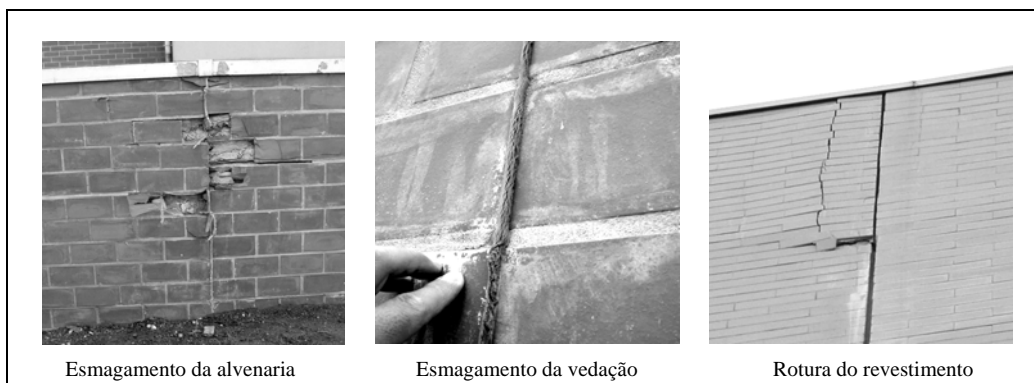 Esmagamento da alvenaria
Esmagamento da vedação
Rotura do revestimento